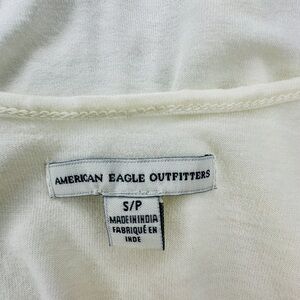 AMERICAN EAGLE OUTFITTERS
S/P
MADE IN INDIA
FABRIQUÉ EN
INDE